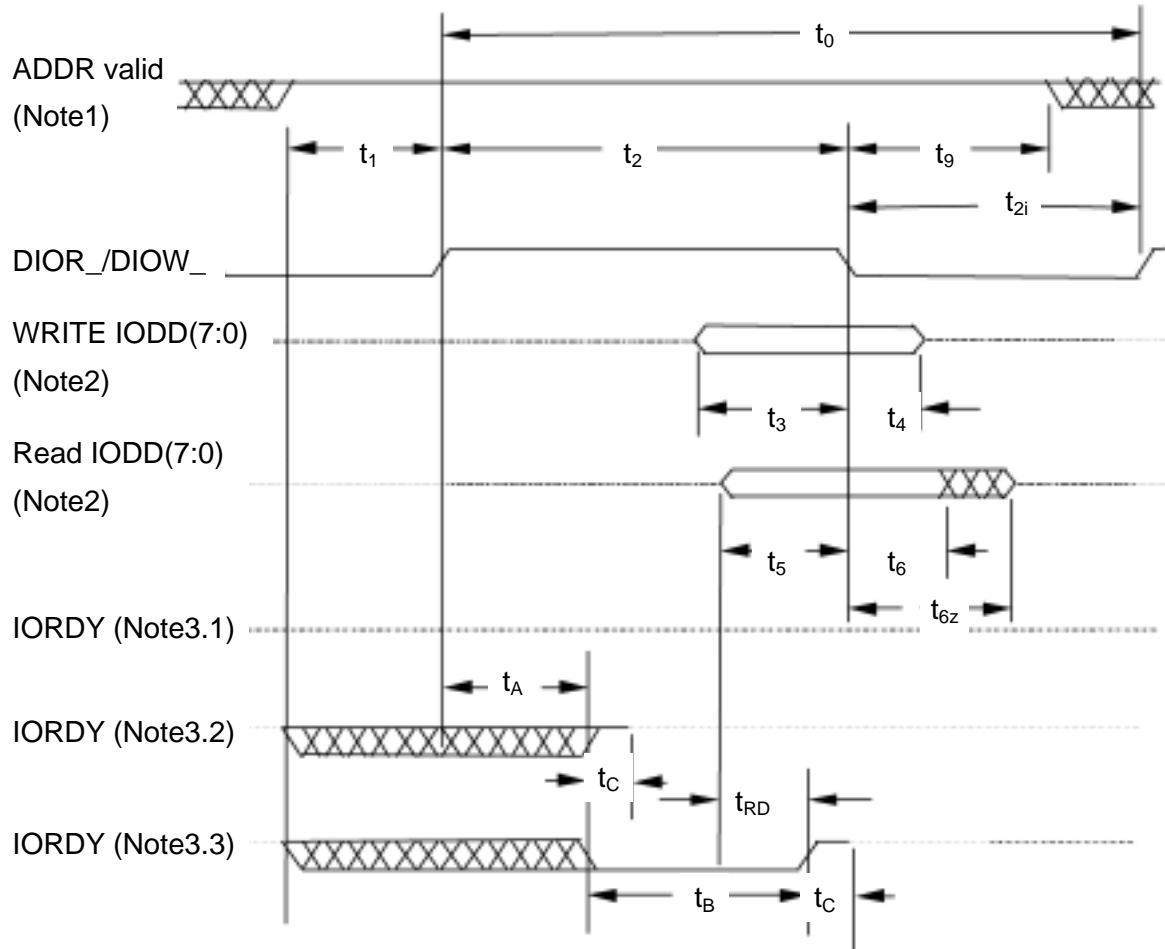 t0
ADDR valid
(Note1)
t1
t2
t9
t2i
DIOR_/DIOW_
WRITE IODD(7:0)
(Note2)
t3
t4
Read IODD(7:0)
(Note2)
t5
t6
t6z
IORDY (Note3.1)
tA
IORDY (Note3.2)
tC
tRD
IORDY (Note3.3)
tB
tC